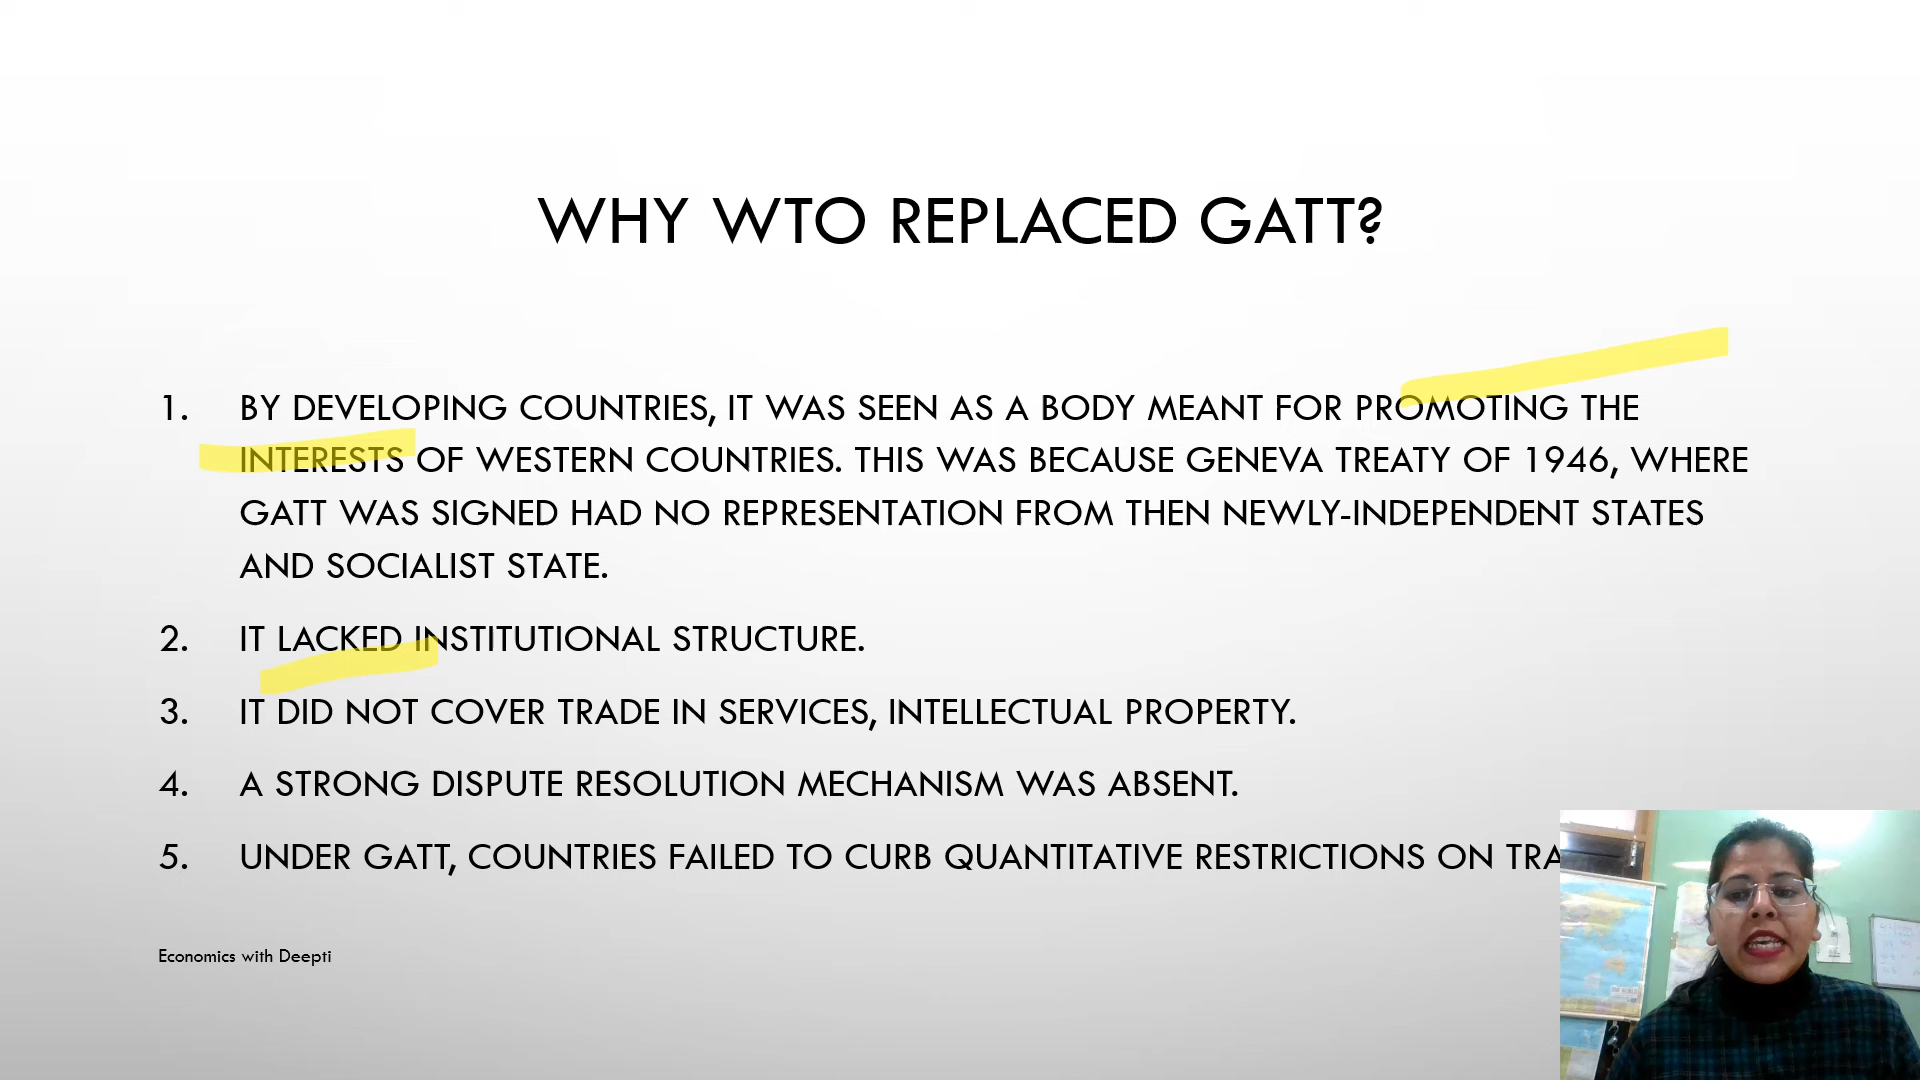 WHY WTO REPLACED GATT?
1. BY DEVELOPING COUNTRIES, IT WAS SEEN AS A BODY MEANT FOR PROMOTING THE
INTERESTS OF WESTERN COUNTRIES. THIS WAS BECAUSE GENEVA TREATY OF 1946, WHERE
GATT WAS SIGNED HAD NO REPRESENTATION FROM THEN NEWLY-INDEPENDENT STATES
AND SOCIALIST STATE.
2. IT LACKED INSTITUTIONAL STRUCTURE.
3. IT DID NOT COVER TRADE IN SERVICES, INTELLECTUAL PROPERTY.
4. A STRONG DISPUTE RESOLUTION MECHANISM WAS ABSENT.
5. UNDER GATT, COUNTRIES FAILED TO CURB QUANTITATIVE RESTRICTIONS ON TRA
Economics with Deepti